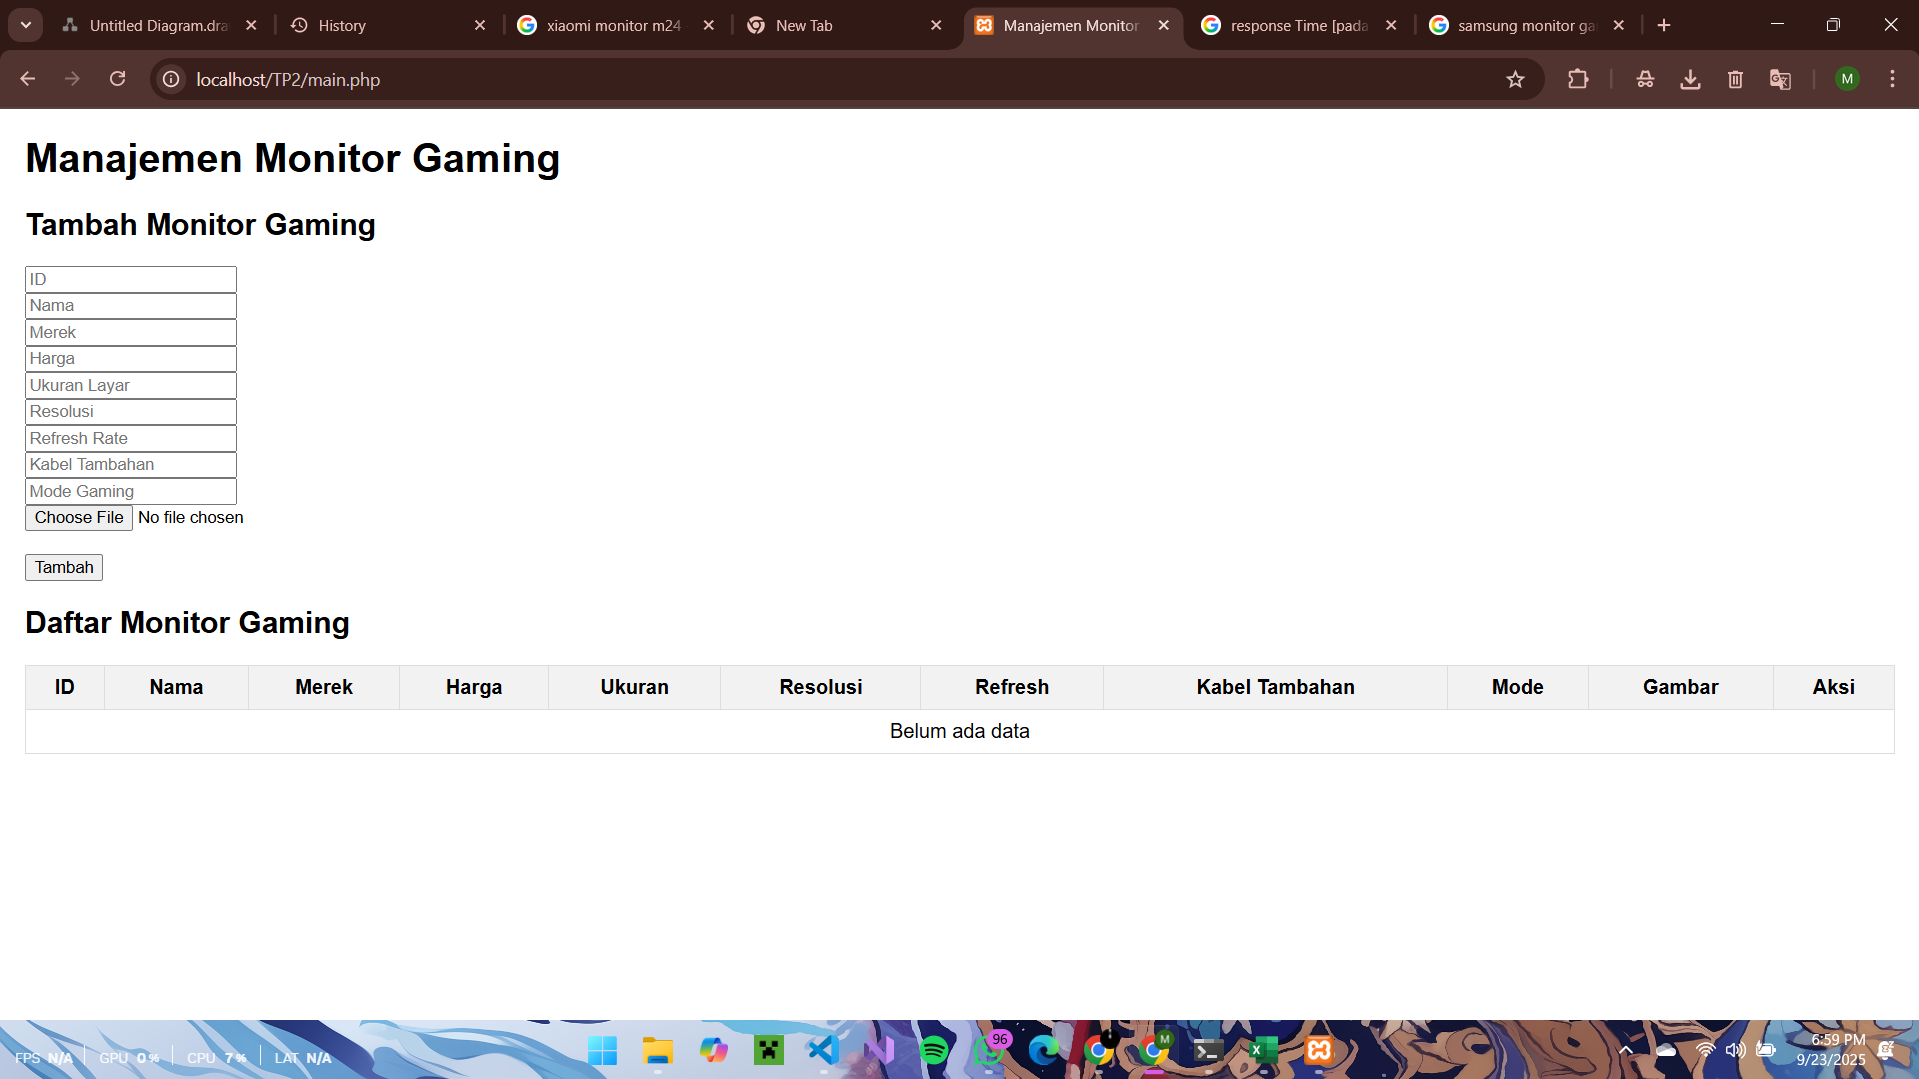 Untitled Diagram.dra
History
xiaomi monitor m24
New Tab
Manajemen Monitor
response Time [pada
samsung monitor ga
localhost/TP2/main.php
M
Manajemen Monitor Gaming
Tambah Monitor Gaming
ID
Nama
Merek
Harga
Ukuran Layar
Resolusi
Refresh Rate
Kabel Tambahan
Mode Gaming
Choose File No file chosen
Tambah
Daftar Monitor Gaming
ID Nama Merek Harga Ukuran Resolusi Refresh Kabel Tambahan Mode Gambar Aksi
Belum ada data
FPS N/A GPU 0% CPU 7% LAT N/A
96
M
6:59 PM
9/23/2025